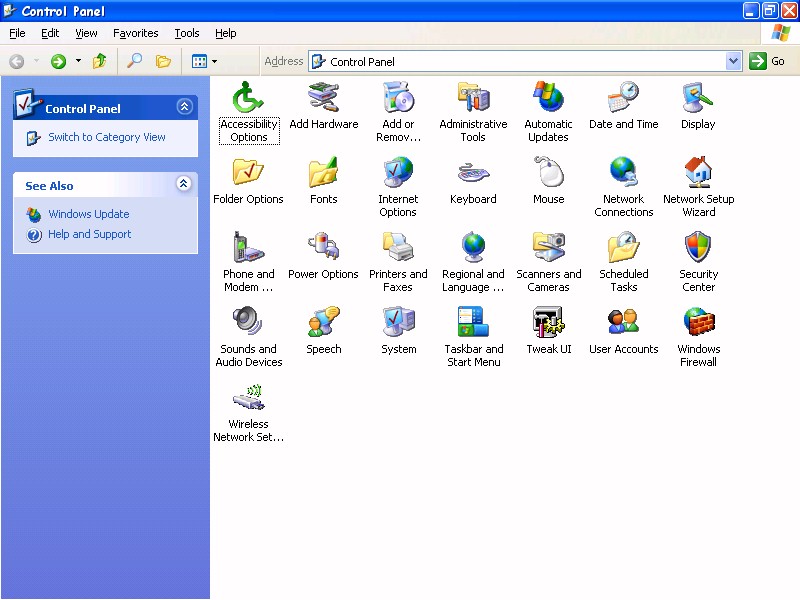 Control Panel
File Edit View Favorites Tools Help
Address Control Panel Go
Control Panel
Switch to Category View
See Also
Windows Update
Help and Support
Accessibility
Options
Add Hardware
Add or
Remov...
Administrative
Tools
Automatic
Updates
Date and Time
Display
Folder Options
Fonts
Internet
Options
Keyboard
Mouse
Network
Connections
Network Setup
Wizard
Phone and
Modem ...
Power Options
Printers and
Faxes
Regional and
Language ...
Scanners and
Cameras
Scheduled
Tasks
Security
Center
Sounds and
Audio Devices
Speech
System
Taskbar and
Start Menu
Tweak UI
User Accounts
Windows
Firewall
Wireless
Network Set...